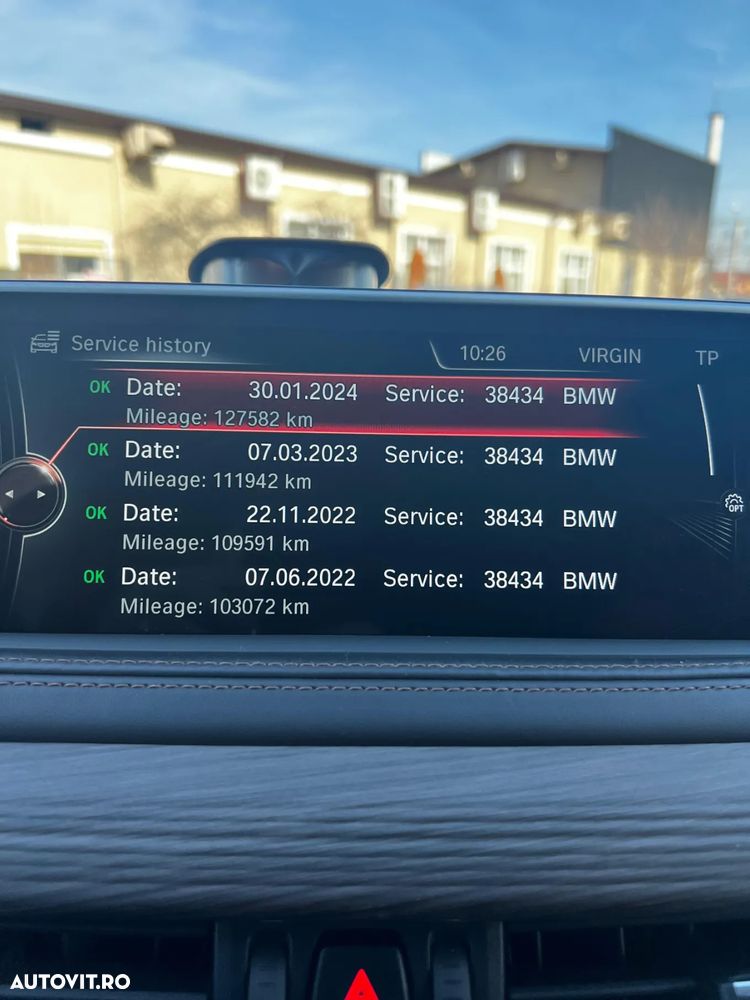 Service history 10:26 VIRGIN TP
OK Date: 30.01.2024 Service: 38434 BMW
Mileage: 127582 km
OK Date: 07.03.2023 Service: 38434 BMW
Mileage: 111942 km
OK Date: 22.11.2022 Service: 38434 BMW
Mileage: 109591 km
OPT
OK Date: 07.06.2022 Service: 38434 BMW
Mileage: 103072 km
AUTOVIT.RO